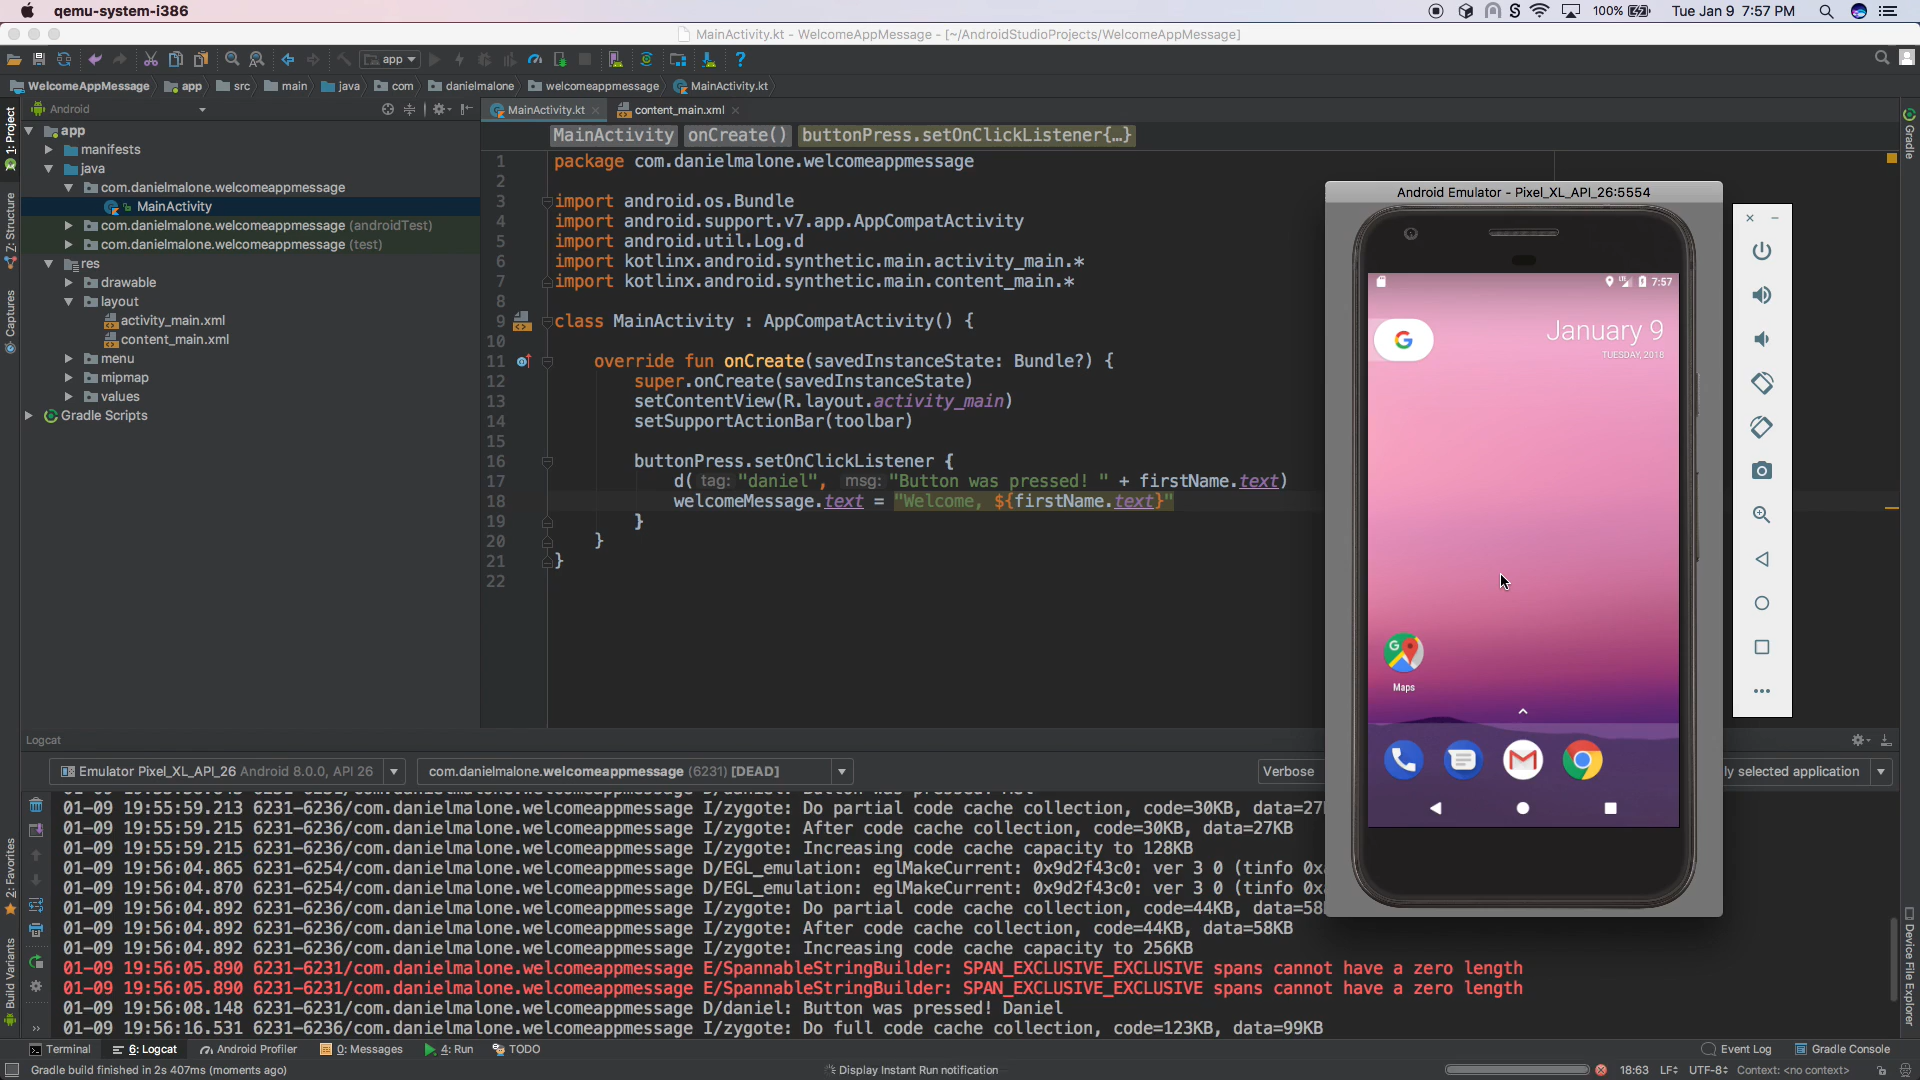 qemu-system-i386
100%
Tue Jan 9 7:57 PM
MainActivity.kt - WelcomeAppMessage - [~/AndroidStudioProjects/WelcomeAppMessage]
app
WelcomeAppMessage app src main java com danielmalone welcomeappmessage MainActivity.kt
Android
MainActivity.kt content_main.xml
1: Project
Z: Structure
Captures
2: Favorites
Build Variants
app
manifests
java
com.danielmalone.welcomeappmessage
MainActivity
com.danielmalone.welcomeappmessage (androidTest)
com.danielmalone.welcomeappmessage (test)
res
drawable
layout
activity_main.xml
content_main.xml
menu
mipmap
values
Gradle Scripts
MainActivity onCreate() buttonPress.setOnClickListener{…}
1 package com.danielmalone.welcomeappmessage
2
3 import android.os.Bundle
4 import android.support.v7.app.AppCompatActivity
5 import android.util.Log.d
6 import kotlinx.android.synthetic.main.activity_main.*
7 import kotlinx.android.synthetic.main.content_main.*
8
9 class MainActivity : AppCompatActivity() {
10
11 override fun onCreate(savedInstanceState: Bundle?) {
12 super.onCreate(savedInstanceState)
13 setContentView(R.layout.activity_main)
14 setSupportActionBar(toolbar)
15
16 buttonPress.setOnClickListener {
17 d( tag: "daniel", msg: "Button was pressed! " + firstName.text)
18 welcomeMessage.text = "Welcome, ${firstName.text}"
19 }
20 }
21 }
22
Android Emulator - Pixel_XL_API_26:5554
7:57
G
January 9
TUESDAY, 2018
Maps
Gradle
Device File Explorer
Logcat
Emulator Pixel_XL_API_26 Android 8.0.0, API 26
com.danielmalone.welcomeappmessage (6231) [DEAD]
Verbose
ly selected application
01-09 19:55:59.213 6231-6236/com.danielmalone.welcomeappmessage I/zygote: Do partial code cache collection, code=30KB, data=27
01-09 19:55:59.215 6231-6236/com.danielmalone.welcomeappmessage I/zygote: After code cache collection, code=30KB, data=27KB
01-09 19:55:59.215 6231-6236/com.danielmalone.welcomeappmessage I/zygote: Increasing code cache capacity to 128KB
01-09 19:56:04.865 6231-6254/com.danielmalone.welcomeappmessage D/EGL_emulation: eglMakeCurrent: 0x9d2f43c0: ver 3 0 (tinfo 0x
01-09 19:56:04.870 6231-6254/com.danielmalone.welcomeappmessage D/EGL_emulation: eglMakeCurrent: 0x9d2f43c0: ver 3 0 (tinfo 0x
01-09 19:56:04.892 6231-6236/com.danielmalone.welcomeappmessage I/zygote: Do partial code cache collection, code=44KB, data=58
01-09 19:56:04.892 6231-6236/com.danielmalone.welcomeappmessage I/zygote: After code cache collection, code=44KB, data=58KB
01-09 19:56:04.892 6231-6236/com.danielmalone.welcomeappmessage I/zygote: Increasing code cache capacity to 256KB
01-09 19:56:05.890 6231-6231/com.danielmalone.welcomeappmessage E/SpannableStringBuilder: SPAN_EXCLUSIVE_EXCLUSIVE spans cannot have a zero length
01-09 19:56:05.890 6231-6231/com.danielmalone.welcomeappmessage E/SpannableStringBuilder: SPAN_EXCLUSIVE_EXCLUSIVE spans cannot have a zero length
01-09 19:56:08.148 6231-6231/com.danielmalone.welcomeappmessage D/daniel: Button was pressed! Daniel
01-09 19:56:16.531 6231-6236/com.danielmalone.welcomeappmessage I/zygote: Do full code cache collection, code=123KB, data=99KB
Terminal 6: Logcat Android Profiler 0: Messages 4: Run TODO
Event Log Gradle Console
Gradle build finished in 2s 407ms (moments ago)
Display Instant Run notification
18:63 LF÷ UTF-8÷ Context: <no context>